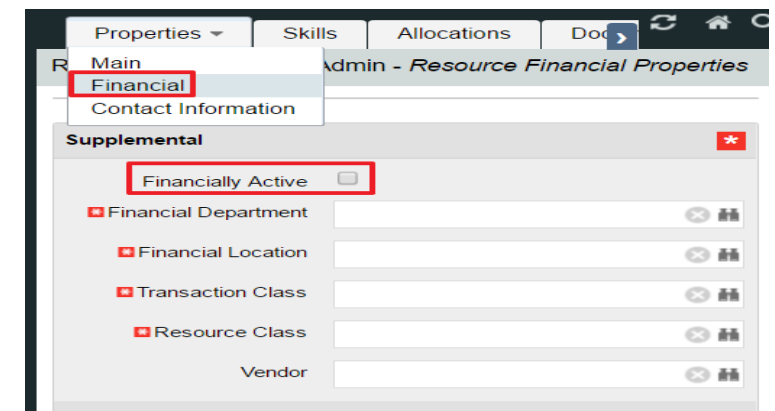 Properties Skills Allocations Doc
Main
R Admin - Resource Financial Properties
Financial
Contact Information
Supplemental *
Financially Active
* Financial Department
* Financial Location
* Transaction Class
* Resource Class
Vendor